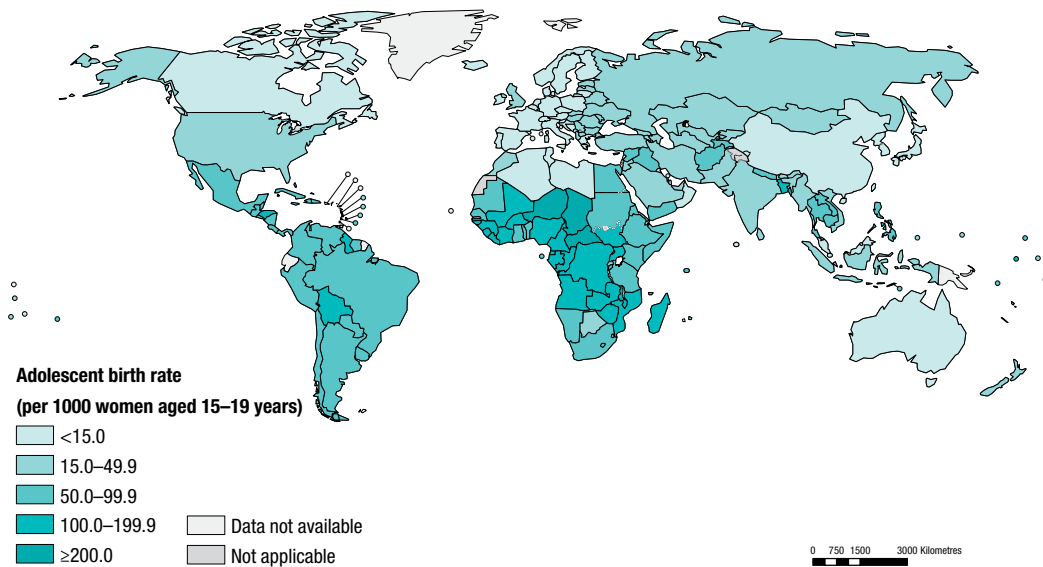 Adolescent birth rate
(per 1000 women aged 15–19 years)
<15.0
15.0–49.9
50.0–99.9
100.0–199.9
≥200.0
Data not available
Not applicable
0 750 1500 3000 Kilometres